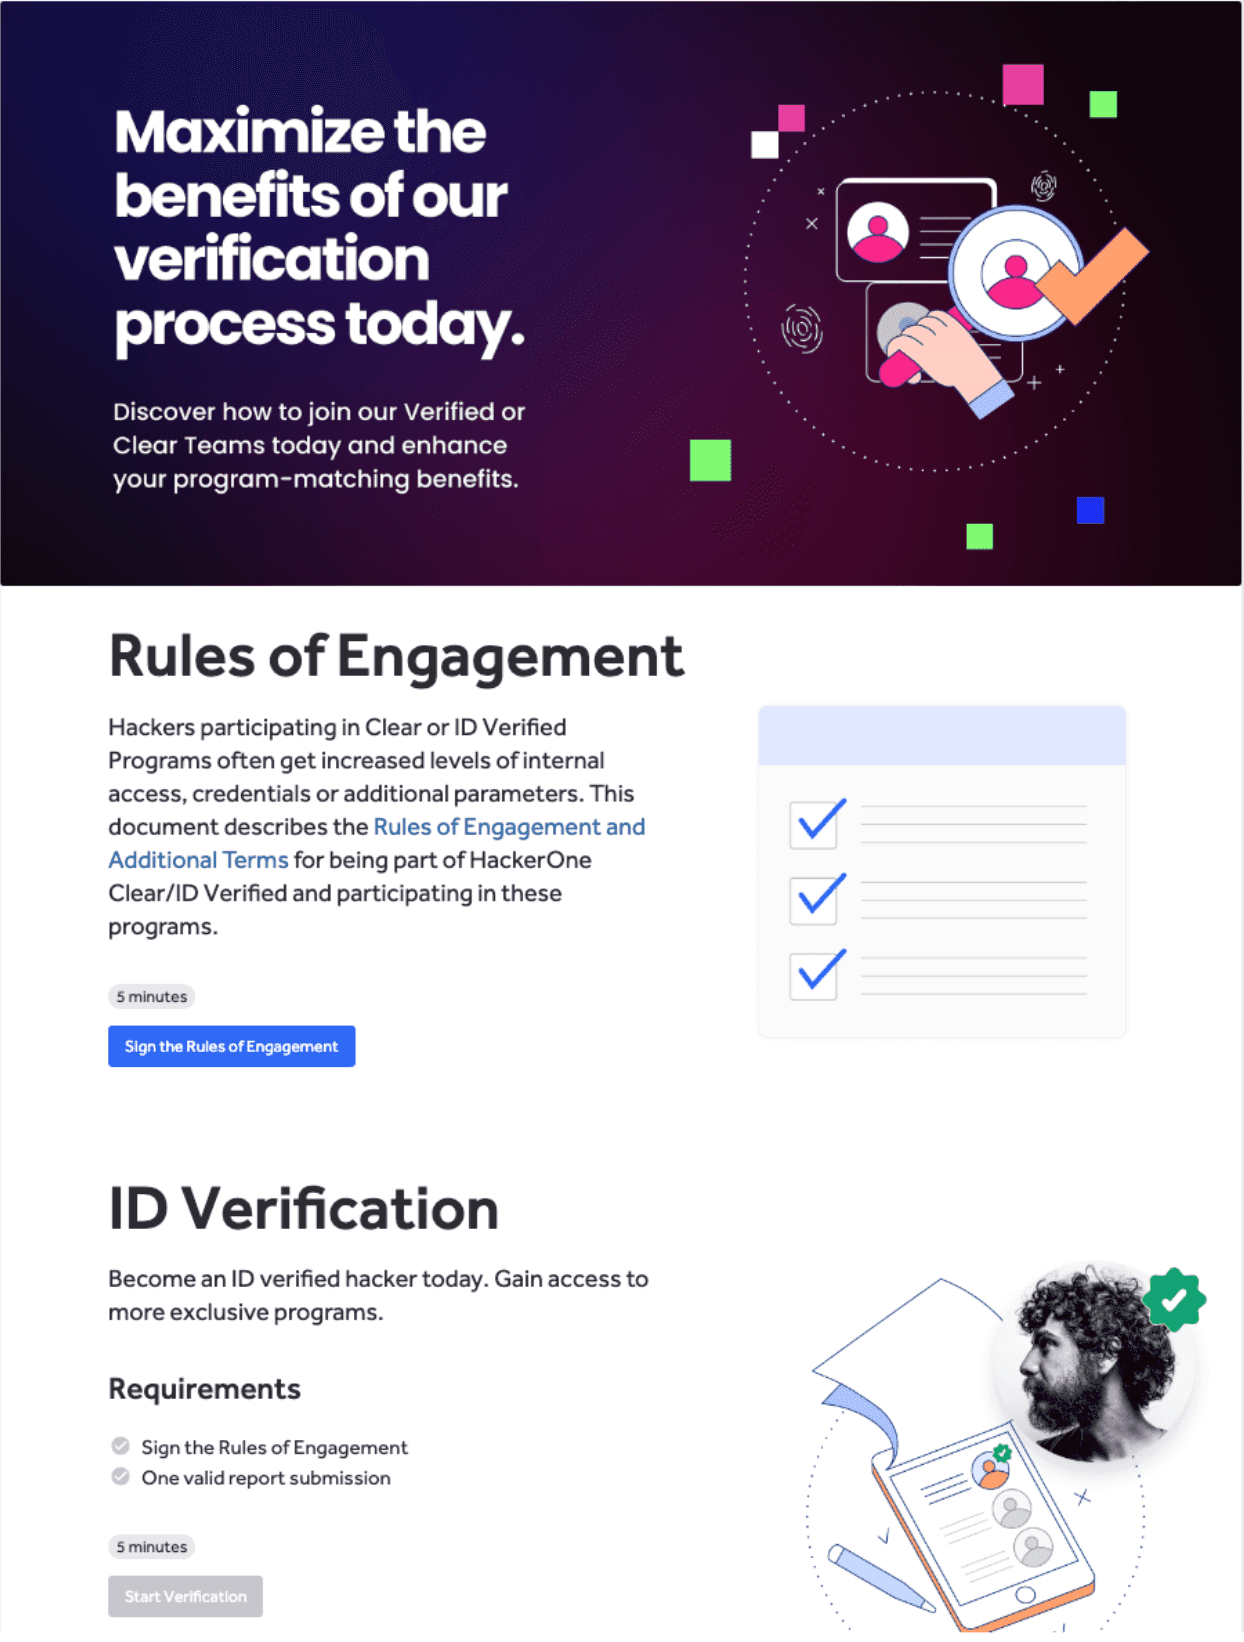 Maximize the
benefits of our
verification
process today.
Discover how to join our Verified or
Clear Teams today and enhance
your program-matching benefits.
Rules of Engagement
Hackers participating in Clear or ID Verified
Programs often get increased levels of internal
access, credentials or additional parameters. This
document describes the Rules of Engagement and
Additional Terms for being part of HackerOne
Clear/ID Verified and participating in these
programs.
5 minutes
Sign the Rules of Engagement
ID Verification
Become an ID verified hacker today. Gain access to
more exclusive programs.
Requirements
Sign the Rules of Engagement
One valid report submission
5 minutes
Start Verification